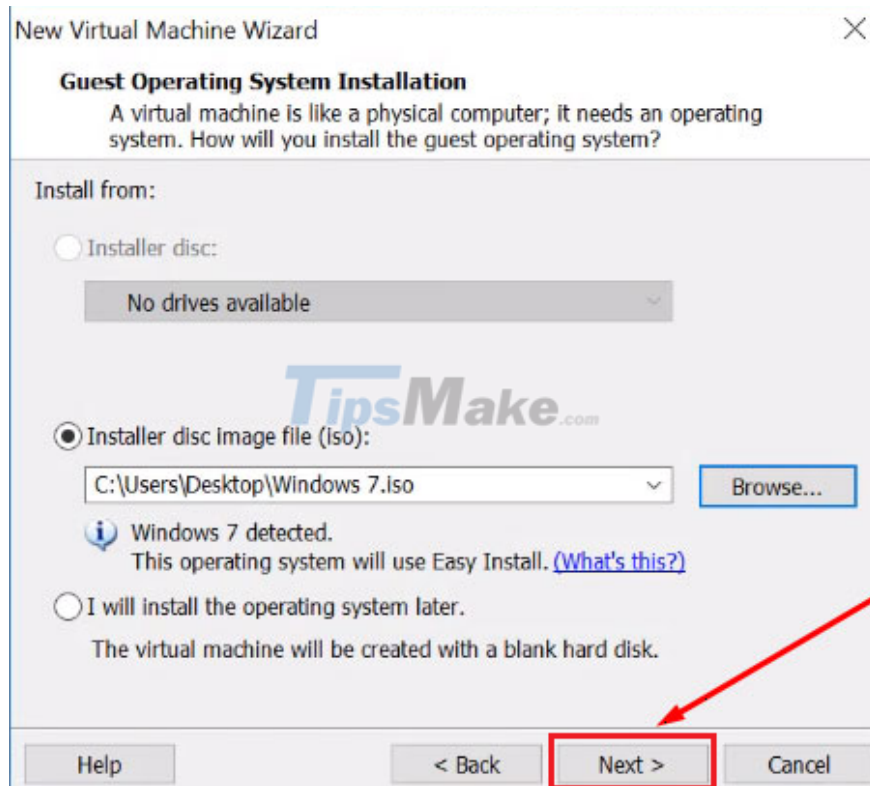 New Virtual Machine Wizard
Guest Operating System Installation
A virtual machine is like a physical computer; it needs an operating
system. How will you install the guest operating system?
Install from:
Installer disc:
No drives available
TipsMake.com
Installer disc image file (iso):
C:\Users\Desktop\Windows 7.iso
Browse...
Windows 7 detected.
This operating system will use Easy Install. (What's this?)
I will install the operating system later.
The virtual machine will be created with a blank hard disk.
Help
< Back
Next >
Cancel